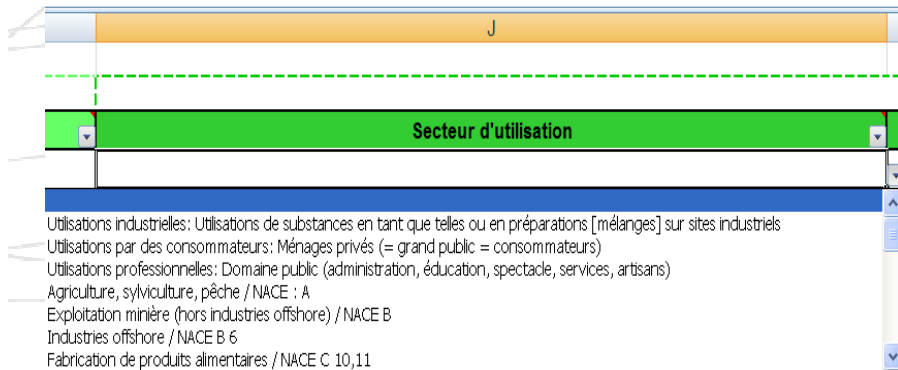 J
Secteur d'utilisation
Utilisations industrielles: Utilisations de substances en tant que telles ou en préparations [mélanges] sur sites industriels
Utilisations par des consommateurs: Ménages privés (= grand public = consommateurs)
Utilisations professionnelles: Domaine public (administration, éducation, spectacle, services, artisans)
Agriculture, sylviculture, pêche / NACE : A
Exploitation minière (hors industries offshore) / NACE B
Industries offshore / NACE B 6
Fabrication de produits alimentaires / NACE C 10,11